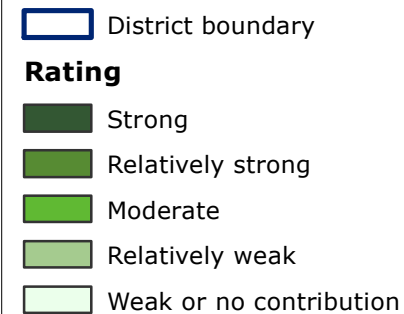 District boundary
Rating
Strong
Relatively strong
Moderate
Relatively weak
Weak or no contribution